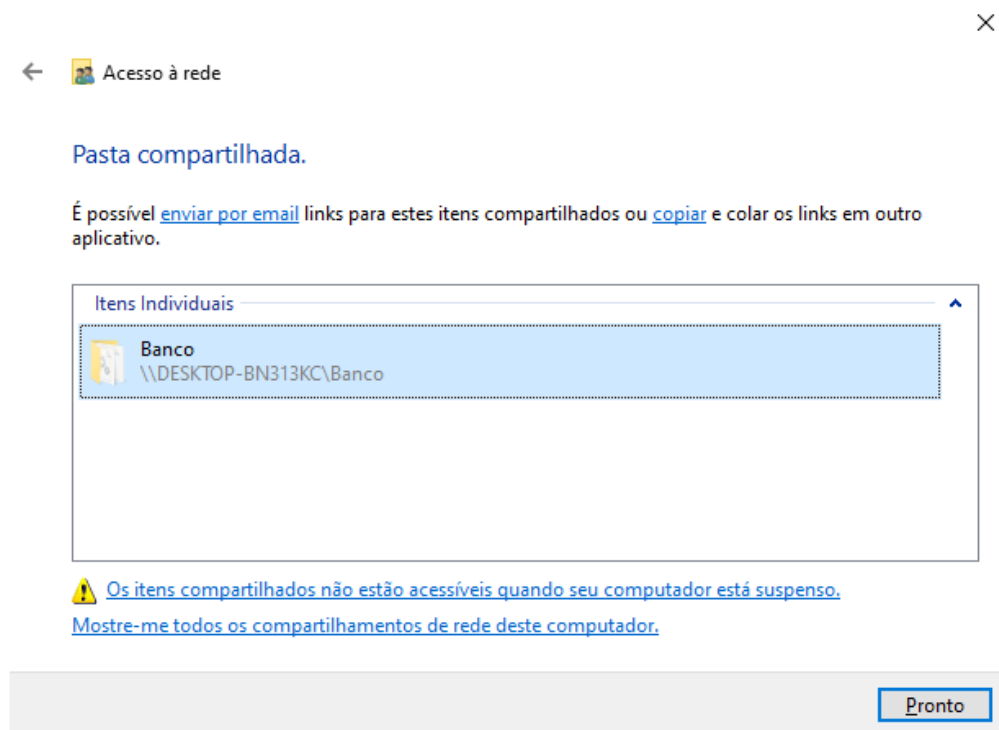 Acesso à rede
Pasta compartilhada.
É possível enviar por email links para estes itens compartilhados ou copiar e colar os links em outro
aplicativo.
Itens Individuais
Banco
\\DESKTOP-BN313KC\Banco
Os itens compartilhados não estão acessíveis quando seu computador está suspenso.
Mostre-me todos os compartilhamentos de rede deste computador.
Pronto